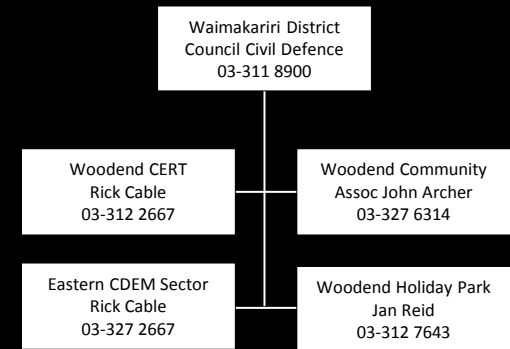 Waimakariri District
Council Civil Defence
03-311 8900
Woodend CERT
Rick Cable
03-312 2667
Woodend Community
Assoc John Archer
03-327 6314
Eastern CDEM Sector
Rick Cable
03-327 2667
Woodend Holiday Park
Jan Reid
03-312 7643